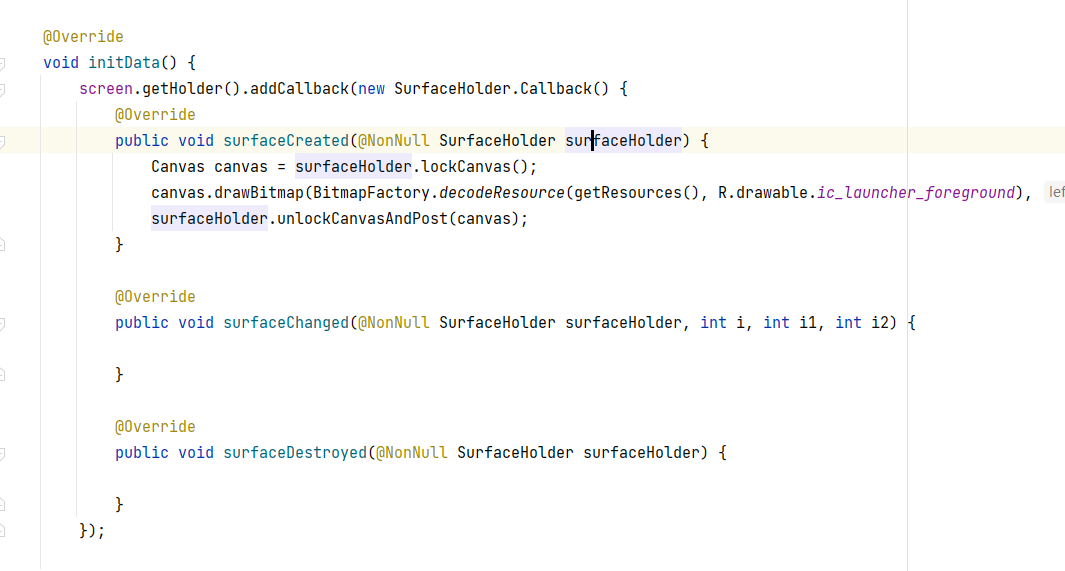 @Override
void initData() {
screen.getHolder().addCallback(new SurfaceHolder.Callback() {
@Override
public void surfaceCreated(@NonNull SurfaceHolder surfaceHolder) {
Canvas canvas = surfaceHolder.lockCanvas();
canvas.drawBitmap(BitmapFactory.decodeResource(getResources(), R.drawable.ic_launcher_foreground), lef
surfaceHolder.unlockCanvasAndPost(canvas);
}
@Override
public void surfaceChanged(@NonNull SurfaceHolder surfaceHolder, int i, int i1, int i2) {
}
@Override
public void surfaceDestroyed(@NonNull SurfaceHolder surfaceHolder) {
}
});